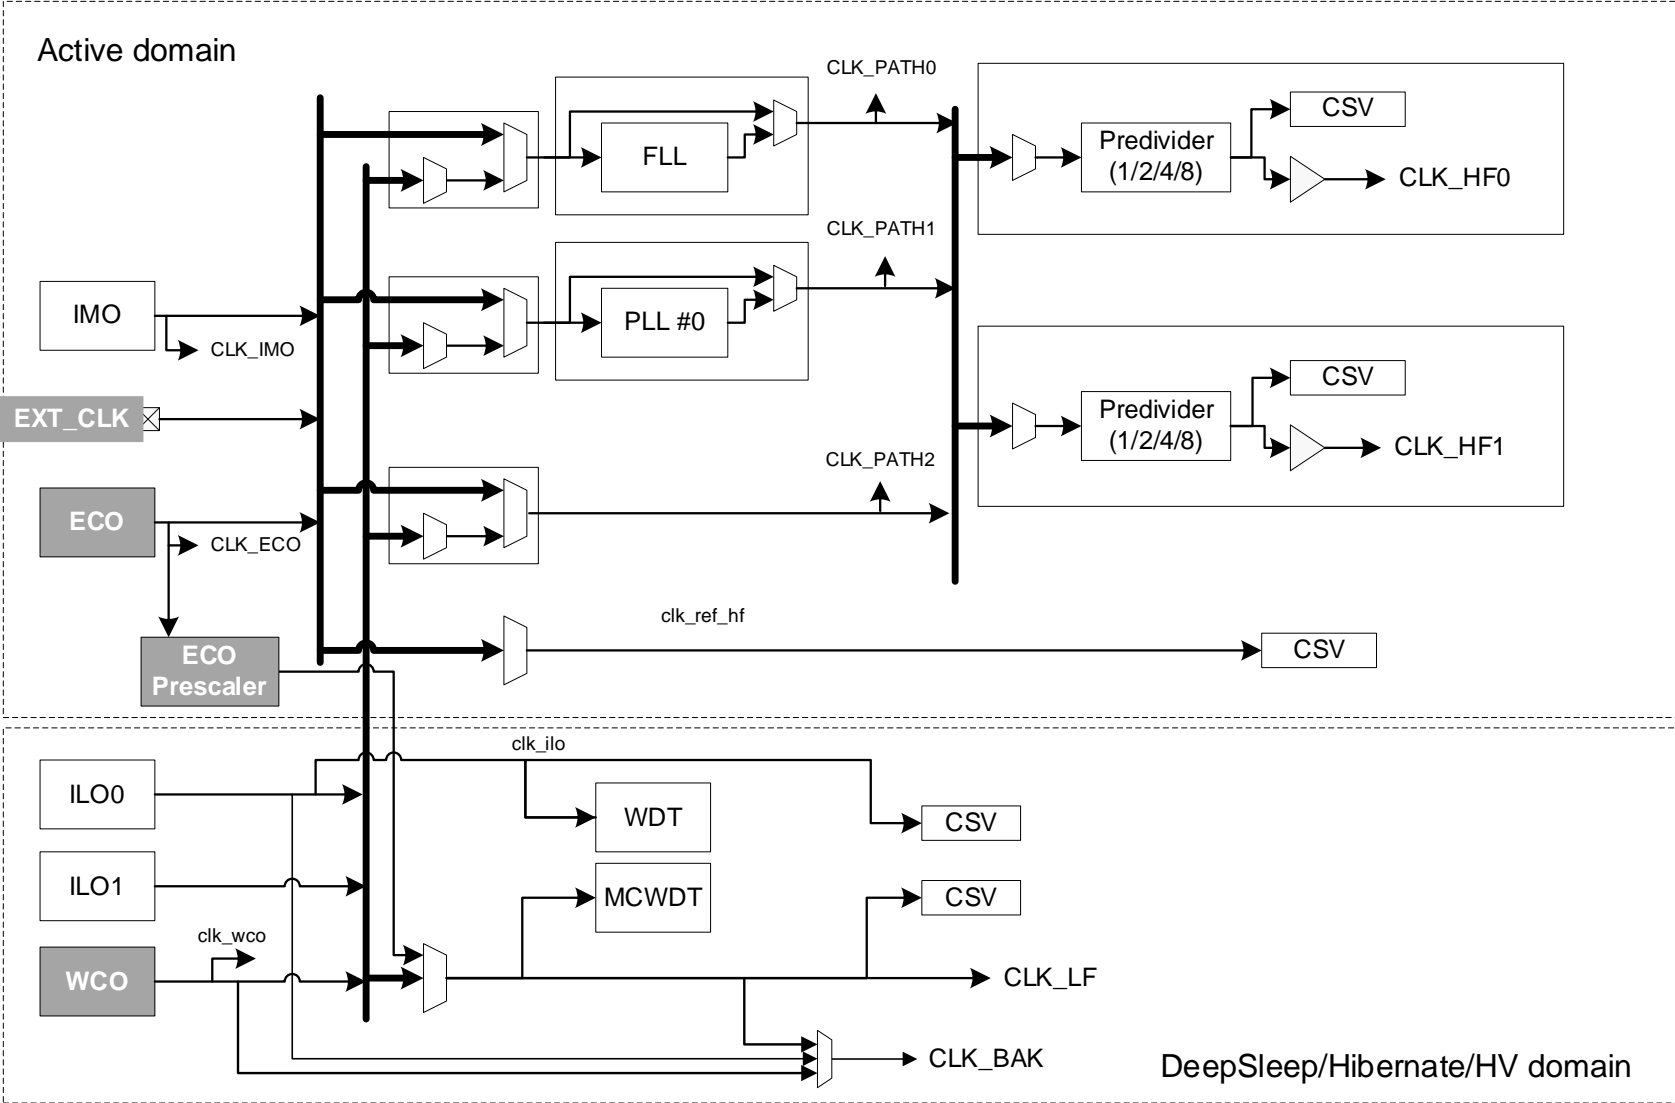 Active domain
CLK_PATH0
CSV
FLL
Predivider
(1/2/4/8)
CLK_HF0
CLK_PATH1
IMO
CLK_IMO
PLL #0
CSV
EXT_CLK
Predivider
(1/2/4/8)
CLK_HF1
CLK_PATH2
ECO
CLK_ECO
clk_ref_hf
CSV
ECO
Prescaler
clk_ilo
ILO0
WDT
CSV
ILO1
MCWDT
CSV
clk_wco
WCO
CLK_LF
CLK_BAK
DeepSleep/Hibernate/HV domain